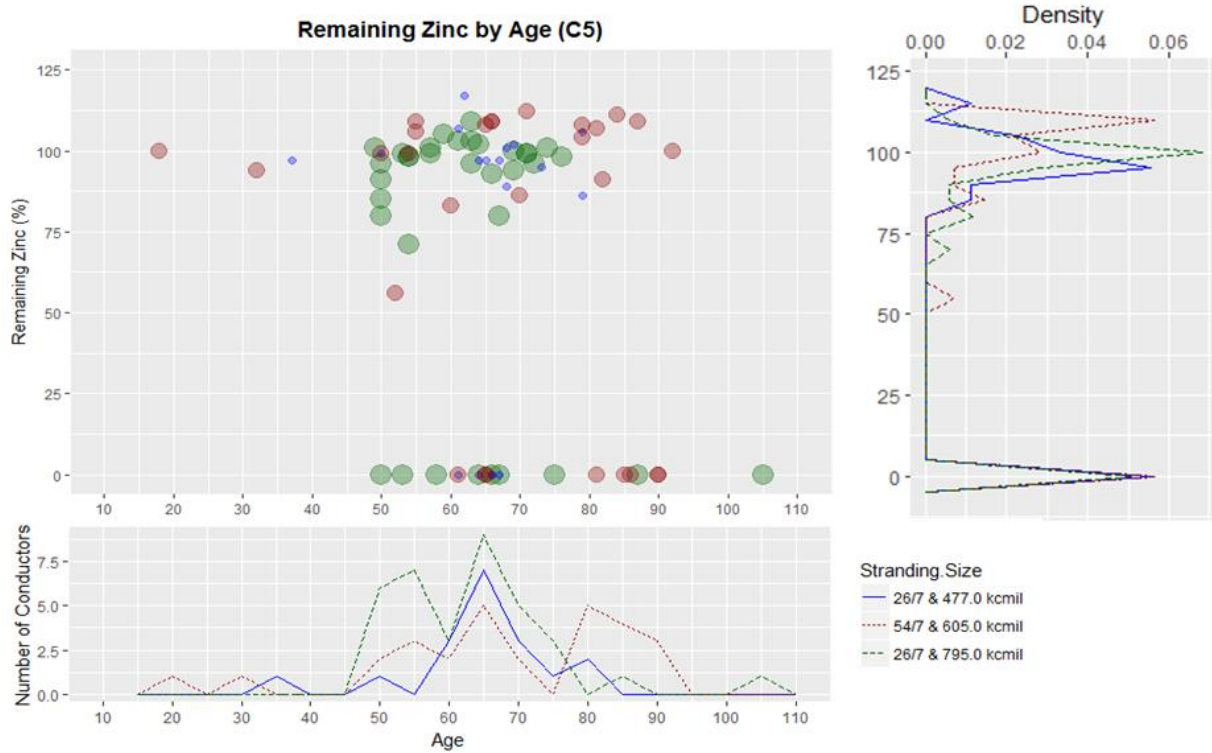 Remaining Zinc by Age (C5)
Remaining Zinc (%)
125
100
75
50
25
0
10 20 30 40 50 60 70 80 90 100 110
Density
0.00 0.02 0.04 0.06
125
100
75
50
25
0
Number of Conductors
7.5
5.0
2.5
0.0
10 20 30 40 50 60 70 80 90 100 110
Age
Stranding.Size
26/7 & 477.0 kcmil
54/7 & 605.0 kcmil
26/7 & 795.0 kcmil